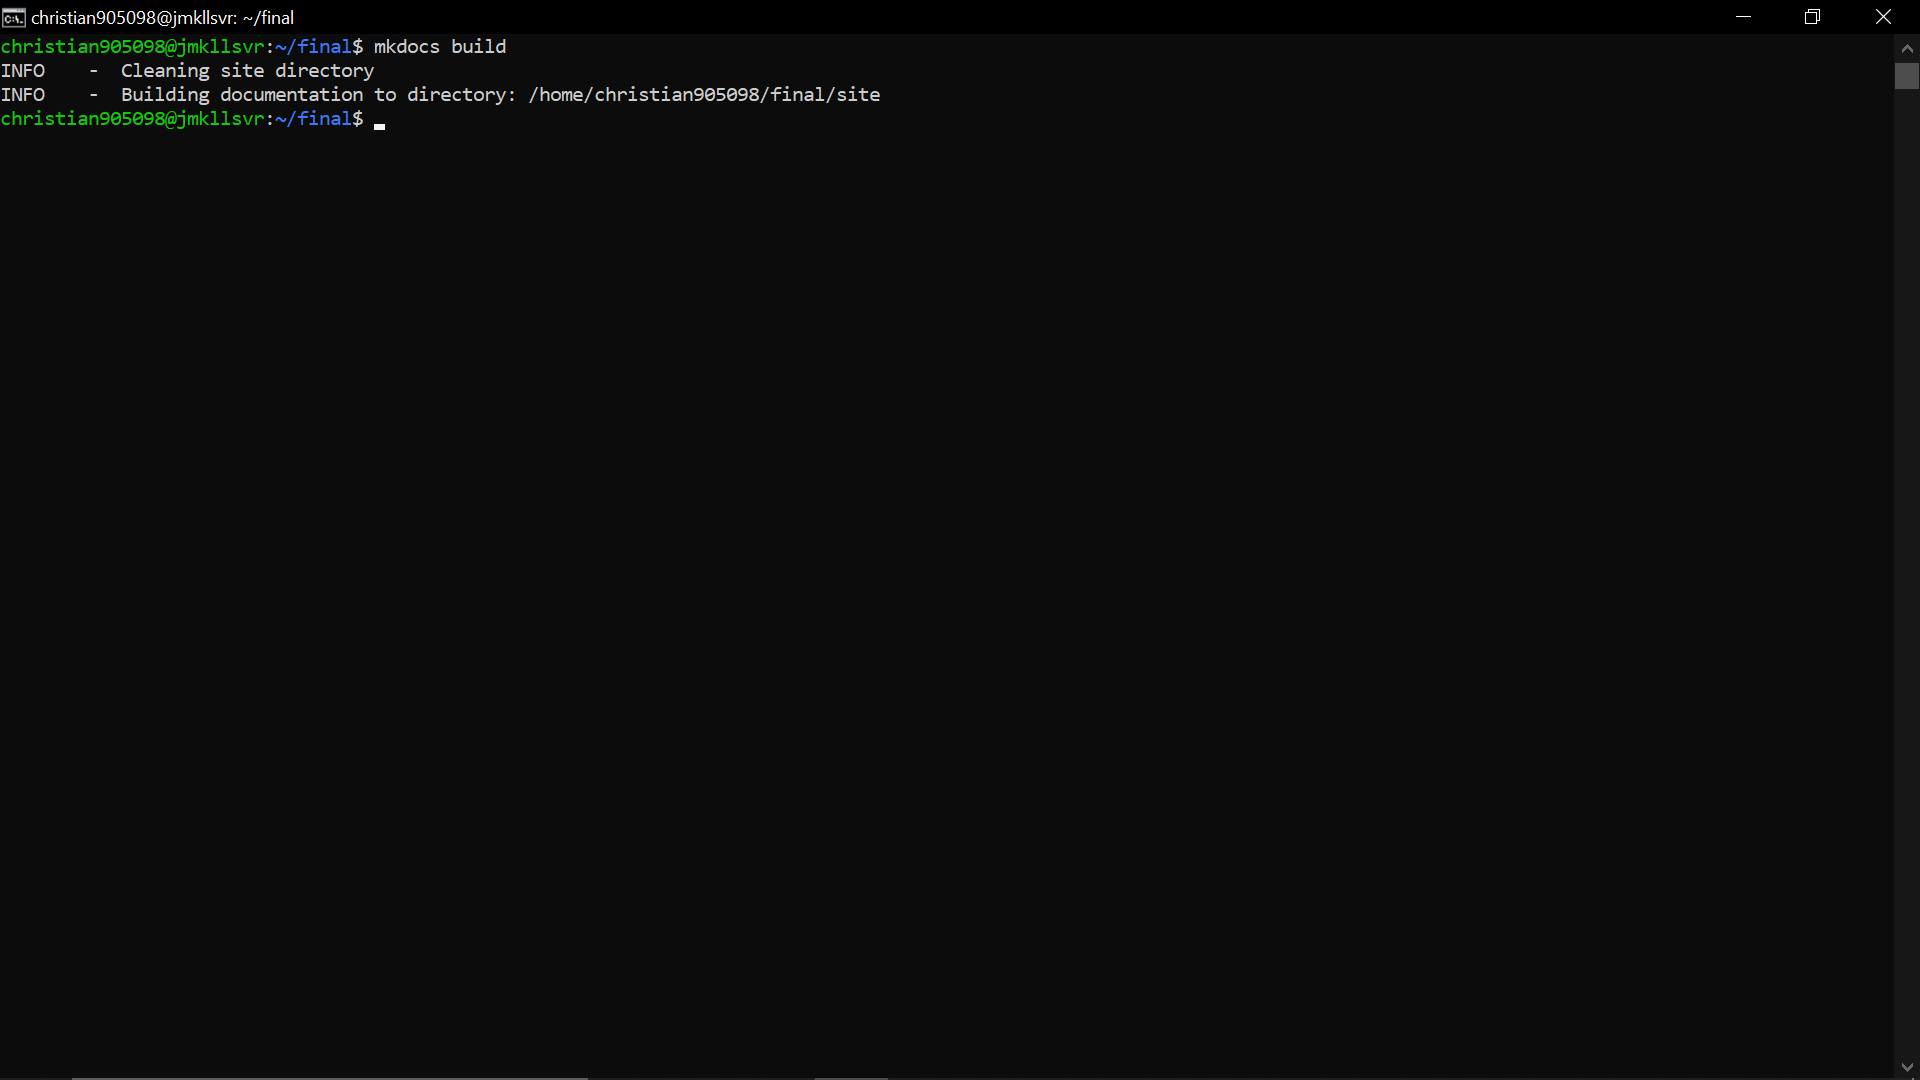 christian905098@jmkllsvr: ~/final
christian905098@jmkllsvr:~/final$ mkdocs build
INFO    -  Cleaning site directory
INFO    -  Building documentation to directory: /home/christian905098/final/site
christian905098@jmkllsvr:~/final$